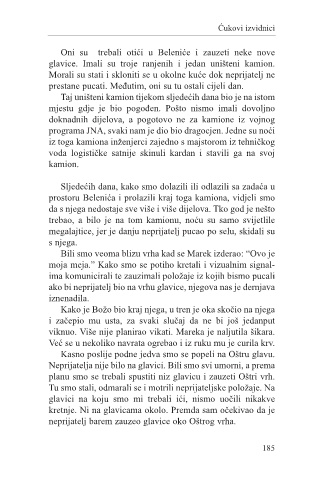 Ćukovi izvidnici
Oni su trebali otići u Beleniće i zauzeti neke nove
glavice. Imali su troje ranjenih i jedan uništeni kamion.
Morali su stati i skloniti se u okolne kuće dok neprijatelj ne
prestane pucati. Međutim, oni su tu ostali cijeli dan.
Taj uništeni kamion tijekom sljedećih dana bio je na istom
mjestu gdje je bio pogođen. Pošto nismo imali dovoljno
doknadnih dijelova, a pogotovo ne za kamione iz vojnog
programa JNA, svaki nam je dio bio dragocjen. Jedne su noći
iz toga kamiona inženjerci zajedno s majstorom iz tehničkog
voda logističke satnije skinuli kardan i stavili ga na svoj
kamion.
Sljedećih dana, kako smo dolazili ili odlazili sa zadaća u
prostoru Belenića i prolazili kraj toga kamiona, vidjeli smo
da s njega nedostaje sve više i više dijelova. Tko god je nešto
trebao, a bilo je na tom kamionu, noću su samo svijetlile
megalajtice, jer je danju neprijatelj pucao po selu, skidali su
s njega.
Bili smo veoma blizu vrha kad se Marek izderao: “Ovo je
moja meja.” Kako smo se potiho kretali i vizualnim signal-
ima komunicirali te zauzimali položaje iz kojih bismo pucali
ako bi neprijatelj bio na vrhu glavice, njegova nas je dernjava
iznenadila.
Kako je Božo bio kraj njega, u tren je oka skočio na njega
i začepio mu usta, za svaki slučaj da ne bi još jedanput
viknuo. Više nije planirao vikati. Mareka je naljutila šikara.
Već se u nekoliko navrata ogrebao i iz ruku mu je curila krv.
Kasno poslije podne jedva smo se popeli na Oštru glavu.
Neprijatelja nije bilo na glavici. Bili smo svi umorni, a prema
planu smo se trebali spustiti niz glavicu i zauzeti Oštri vrh.
Tu smo stali, odmarali se i motrili neprijateljske položaje. Na
glavici na koju smo mi trebali ići, nismo uočili nikakve
kretnje. Ni na glavicama okolo. Premda sam očekivao da je
neprijatelj barem zauzeo glavice oko Oštrog vrha.
185